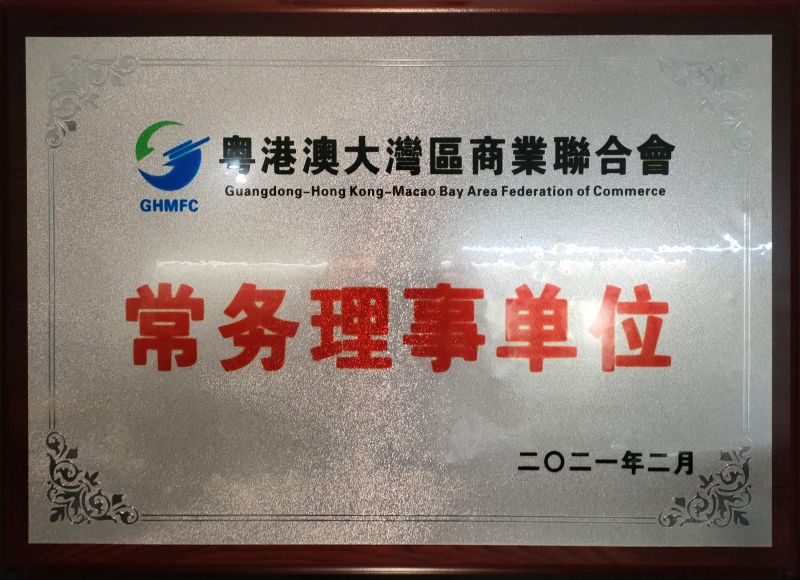 粤港澳大灣區商業聯合會
Guangdong-Hong Kong-Macao Bay Area Federation of Commerce
GHMFC
常务理事单位
二〇二一年二月